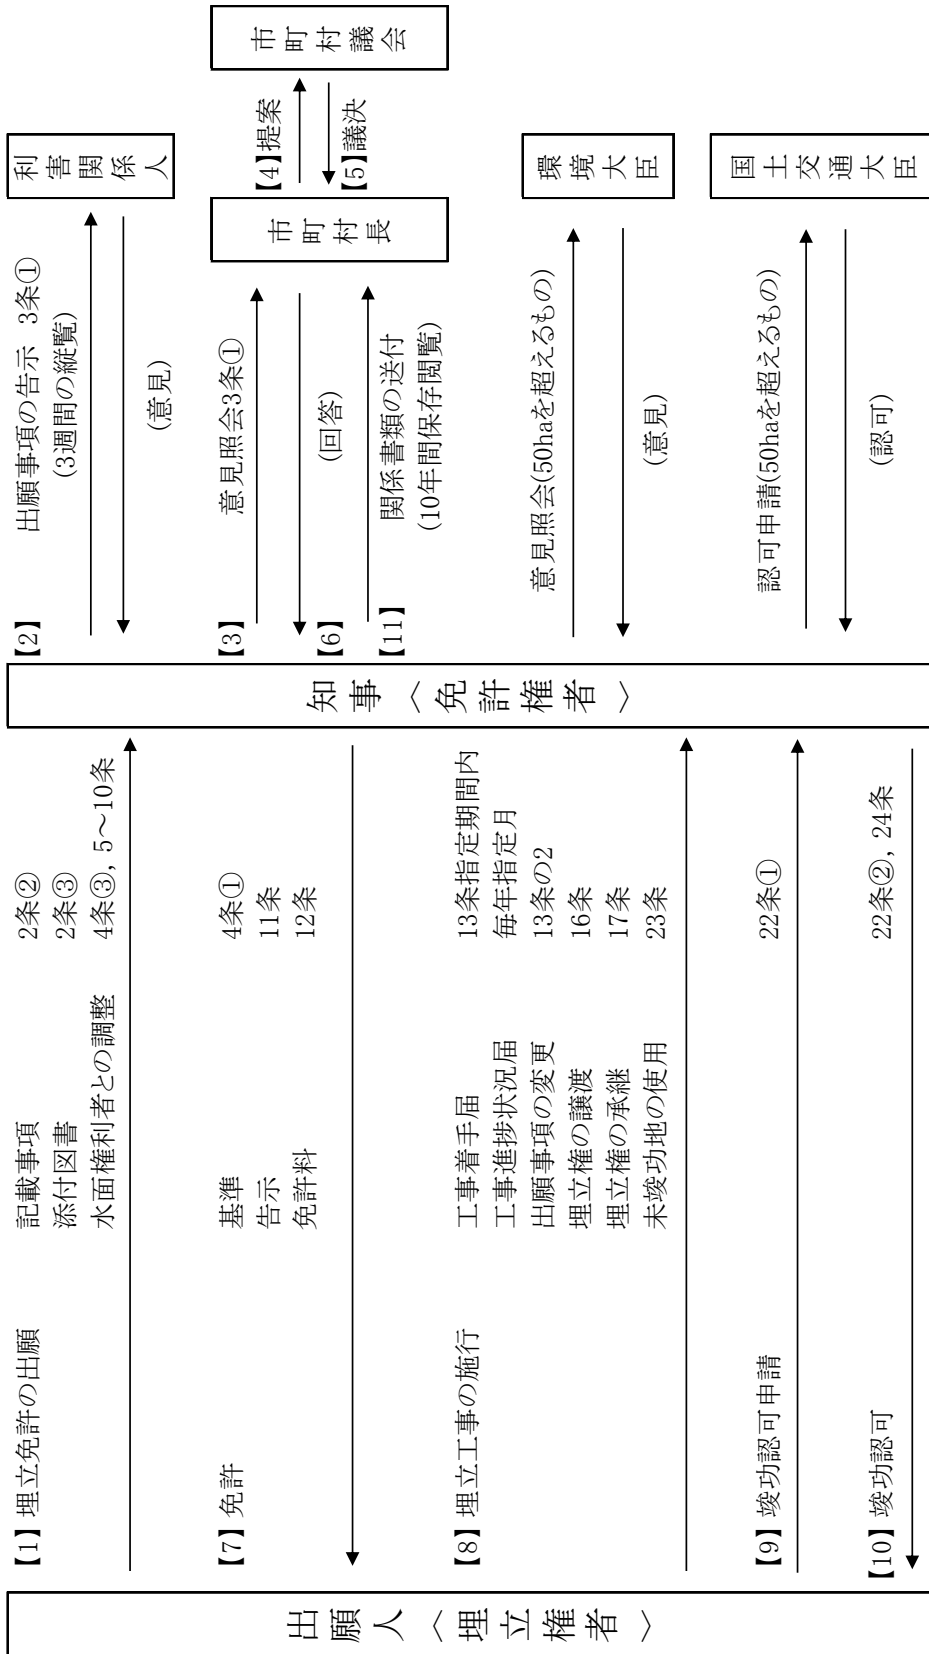 出願人〈埋立権者〉
【1】埋立免許の出願
記載事項 2条②
添付図書 2条③
水面権利者との調整 4条③, 5～10条
【7】免許
基準 4条①
告示 11条
免許料 12条
【8】埋立工事の施行
工事着手届 13条指定期間内
工事進捗状況届 毎年指定月
出願事項の変更 13条の2
埋立権の譲渡 16条
埋立権の承継 17条
未竣功地の使用 23条
【9】竣功認可申請 22条①
【10】竣功認可 22条②, 24条
知事〈免許権者〉
【2】出願事項の告示 3条①
(3週間の縦覧)
(意見)
利害関係人
【3】意見照会3条①
【6】(回答)
【11】関係書類の送付
(10年間保存閲覧)
市町村長
【4】提案
【5】議決
市町村議会
意見照会(50haを超えるもの)
(意見)
環境大臣
認可申請(50haを超えるもの)
(認可)
国土交通大臣